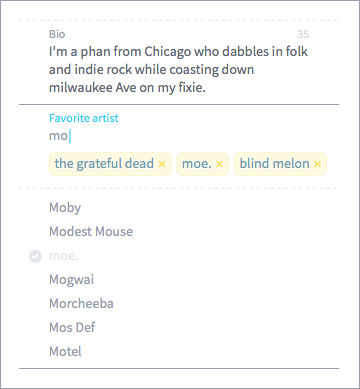 Bio 35
I'm a phan from Chicago who dabbles in folk
and indie rock while coasting down
milwaukee Ave on my fixie.
Favorite artist
mo
the grateful dead × moe. × blind melon ×
Moby
Modest Mouse
moe.
Mogwai
Morcheeba
Mos Def
Motel